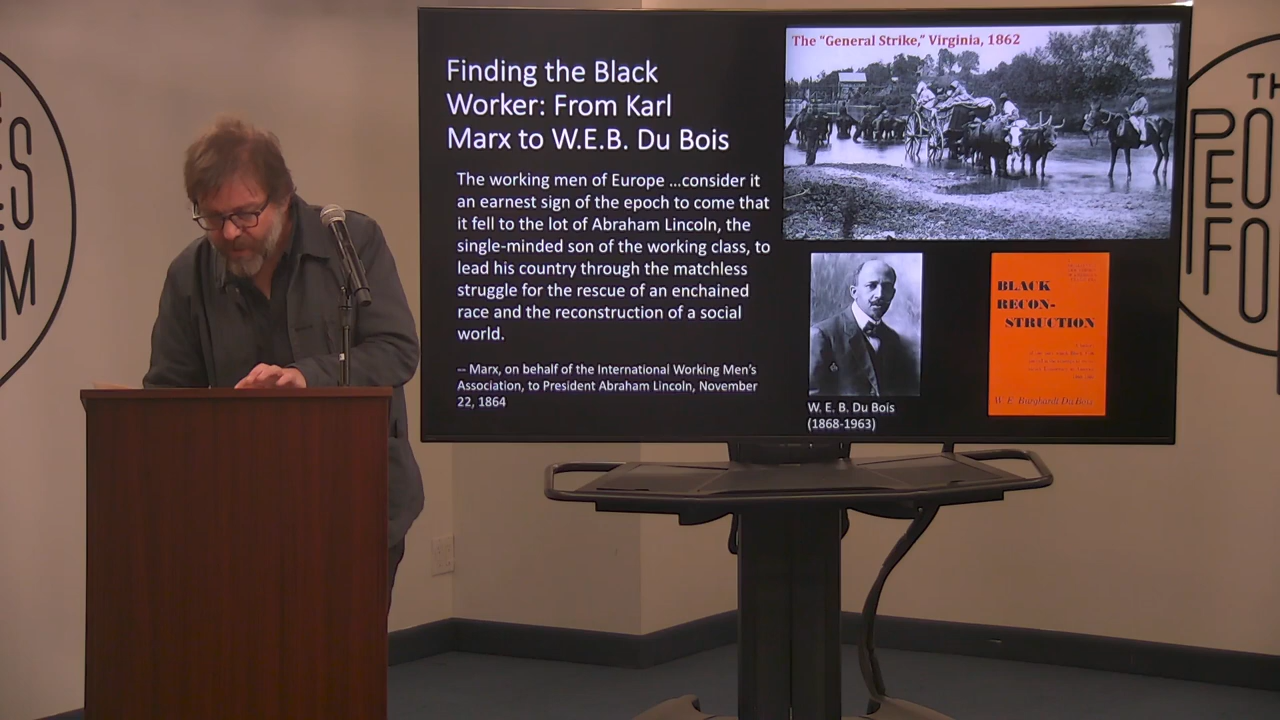 Finding the Black
Worker: From Karl
Marx to W.E.B. Du Bois
The working men of Europe ...consider it
an earnest sign of the epoch to come that
it fell to the lot of Abraham Lincoln, the
single-minded son of the working class, to
lead his country through the matchless
struggle for the rescue of an enchained
race and the reconstruction of a social
world.
-- Marx, on behalf of the International Working Men's
Association, to President Abraham Lincoln, November
22, 1864
The “General Strike,” Virginia, 1862
W. E. B. Du Bois
(1868-1963)
BLACK
RECON-
STRUCTION
W. E. Burghardt Du Bois
TH
PEO
FO